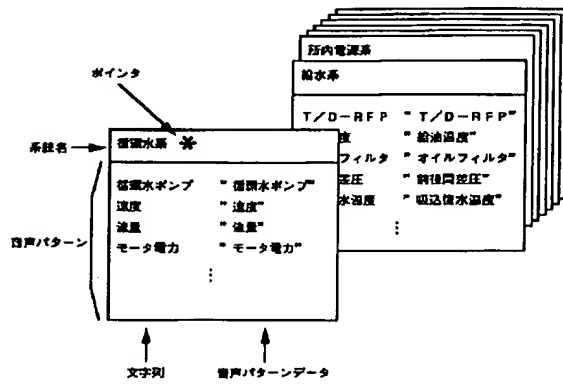 所内電源系
給水系
T/D-RFP "T/D-RFP"
度 "給油温度"
フィルタ "オイルフィルタ"
差圧 "前後間差圧"
水温度 "吸込復水温度"
⋮
ポインタ
系統名
循環水系 *
音声パターン
循環水ポンプ "循環水ポンプ"
速度 "速度"
流量 "流量"
モータ電力 "モータ電力"
⋮
文字列
音声パターンデータ